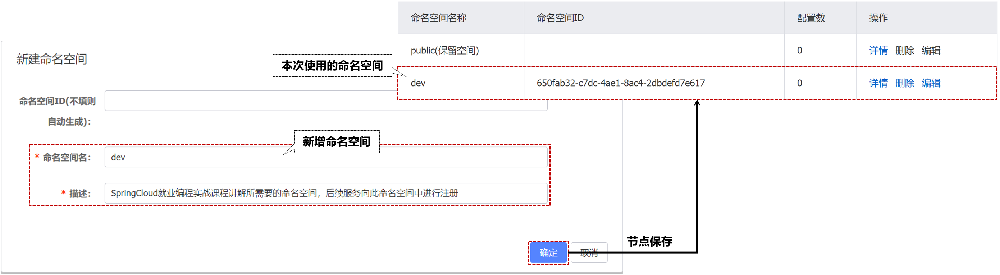 命名空间名称 命名空间ID 配置数 操作
public(保留空间) 0 详情 删除 编辑
dev 650fab32-c7dc-4ae1-8ac4-2dbdefd7e617 0 详情 删除 编辑
本次使用的命名空间
新建命名空间
命名空间ID(不填则
自动生成)：
新增命名空间
* 命名空间名： dev
* 描述： SpringCloud就业编程实战课程讲解所需要的命名空间，后续服务向此命名空间中进行注册
节点保存
确定 取消